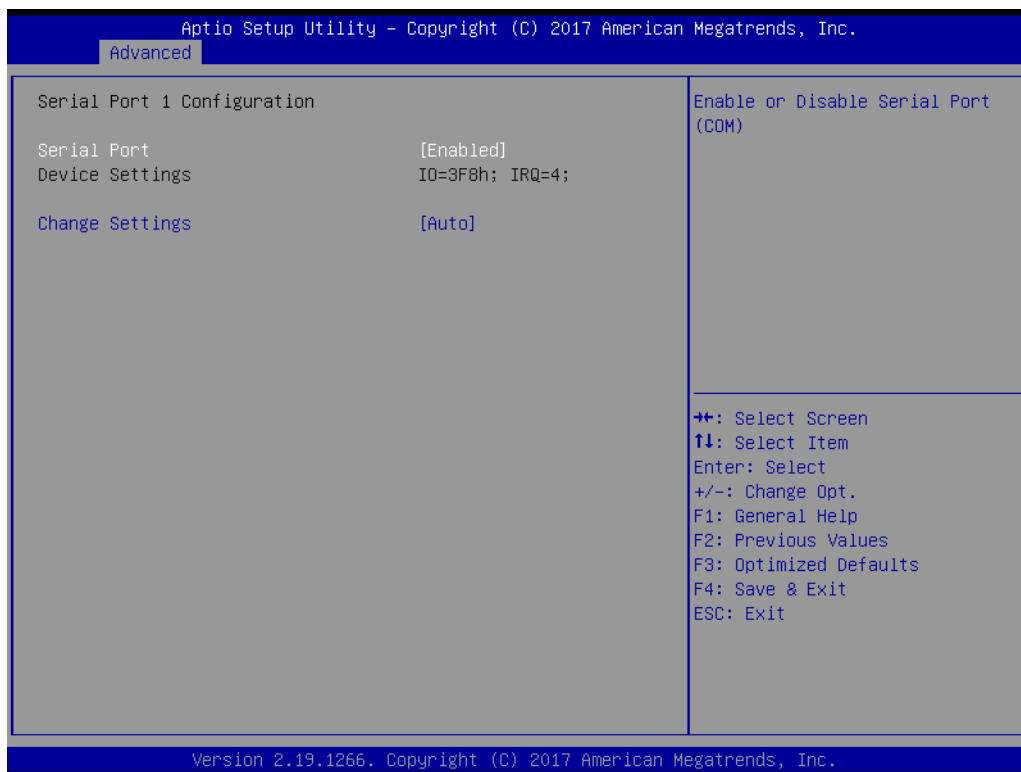 Aptio Setup Utility – Copyright (C) 2017 American Megatrends, Inc.
Advanced
Serial Port 1 Configuration
Serial Port [Enabled]
Device Settings IO=3F8h; IRQ=4;
Change Settings [Auto]
Enable or Disable Serial Port
(COM)
→←: Select Screen
↑↓: Select Item
Enter: Select
+/-: Change Opt.
F1: General Help
F2: Previous Values
F3: Optimized Defaults
F4: Save & Exit
ESC: Exit
Version 2.19.1266. Copyright (C) 2017 American Megatrends, Inc.